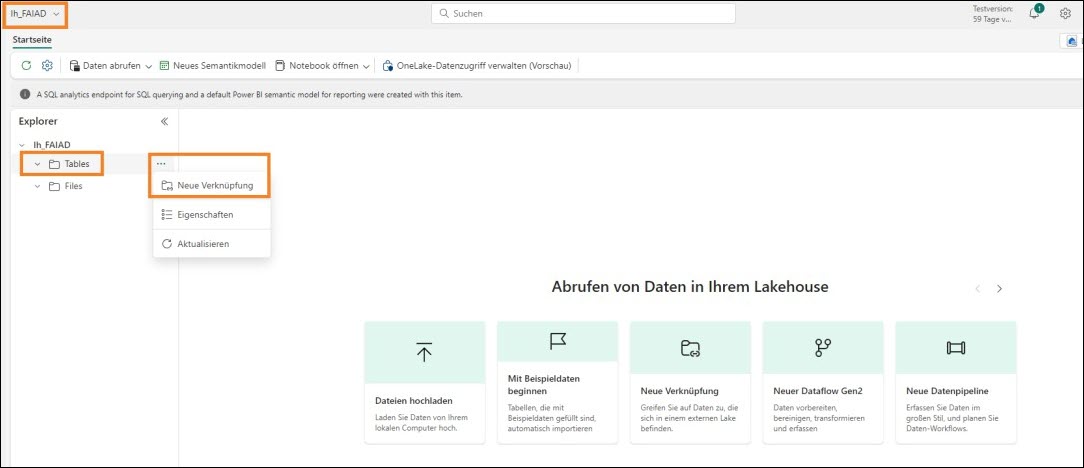 lh_FAIAD
Suchen
Testversion:
59 Tage v...
1
Startseite
Daten abrufen
Neues Semantikmodell
Notebook öffnen
OneLake-Datenzugriff verwalten (Vorschau)
A SQL analytics endpoint for SQL querying and a default Power BI semantic model for reporting were created with this item.
Explorer
lh_FAIAD
Tables
...
Files
Neue Verknüpfung
Eigenschaften
Aktualisieren
Abrufen von Daten in Ihrem Lakehouse
Dateien hochladen
Laden Sie Daten von Ihrem
lokalen Computer hoch.
Mit Beispieldaten
beginnen
Tabellen, die mit
Beispieldaten gefüllt sind,
automatisch importieren
Neue Verknüpfung
Greifen Sie auf Daten zu, die
sich in einem externen Lake
befinden.
Neuer Dataflow Gen2
Daten vorbereiten,
bereinigen, transformieren
und erfassen
Neue Datenpipeline
Erfassen Sie Daten im
großen Stil, und planen Sie
Daten-Workflows.